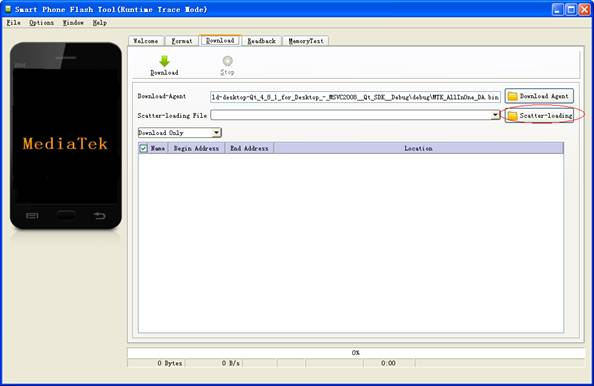 Smart Phone Flash Tool(Runtime Trace Mode)
File Options Window Help
Welcome Format Download Readback MemoryTest
Download Stop
Download-Agent ld-desktop-Qt_4_8_1_for_Desktop_-_MSVC2008__Qt_SDK__Debug\debug\MTK_AllInOne_DA.bin Download Agent
Scatter-loading File Scatter-loading
Download Only
Name Begin Address End Address Location
MediaTek
0%
0 Bytes 0 B/s 0:00